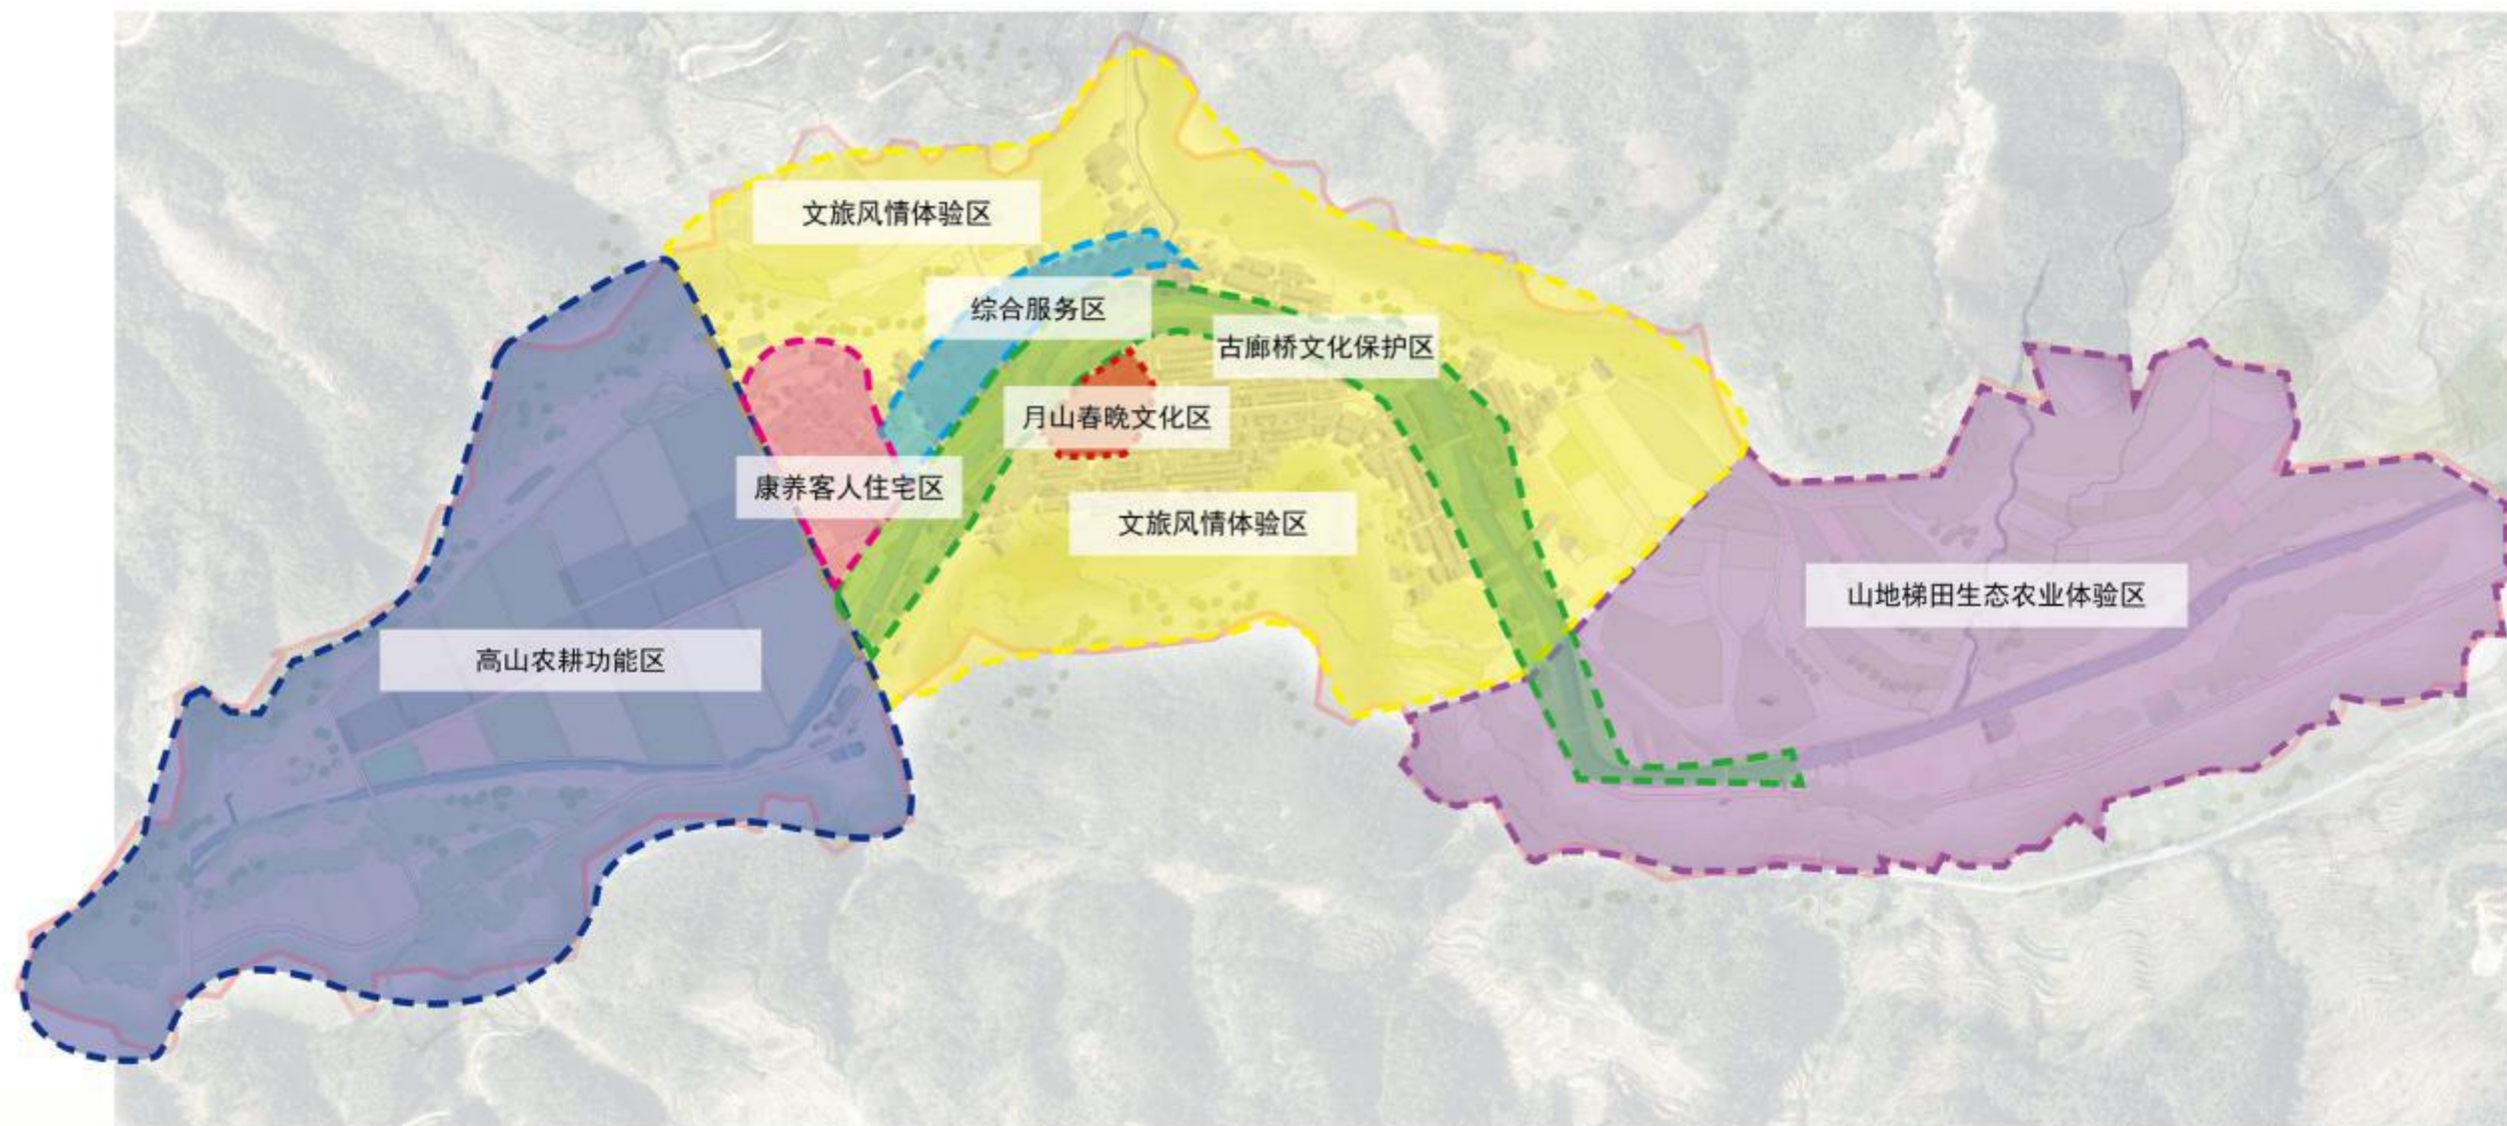 文旅风情体验区
综合服务区
古廊桥文化保护区
月山春晚文化区
康养客人住宅区
文旅风情体验区
山地梯田生态农业体验区
高山农耕功能区